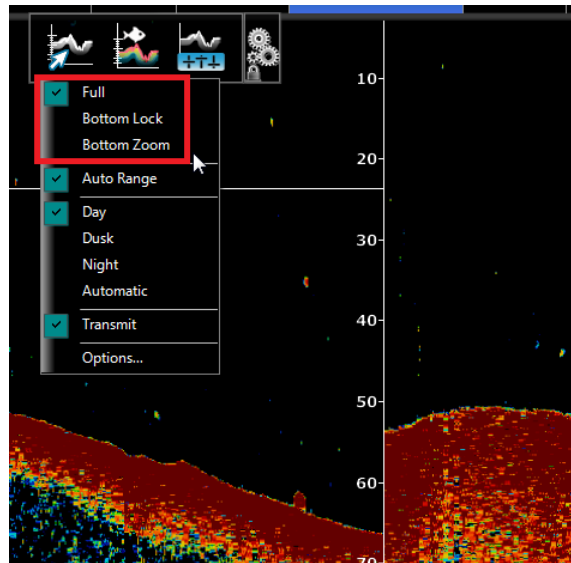 Full
Bottom Lock
Bottom Zoom
Auto Range
Day
Dusk
Night
Automatic
Transmit
Options...
10
20
30
40
50
60
70